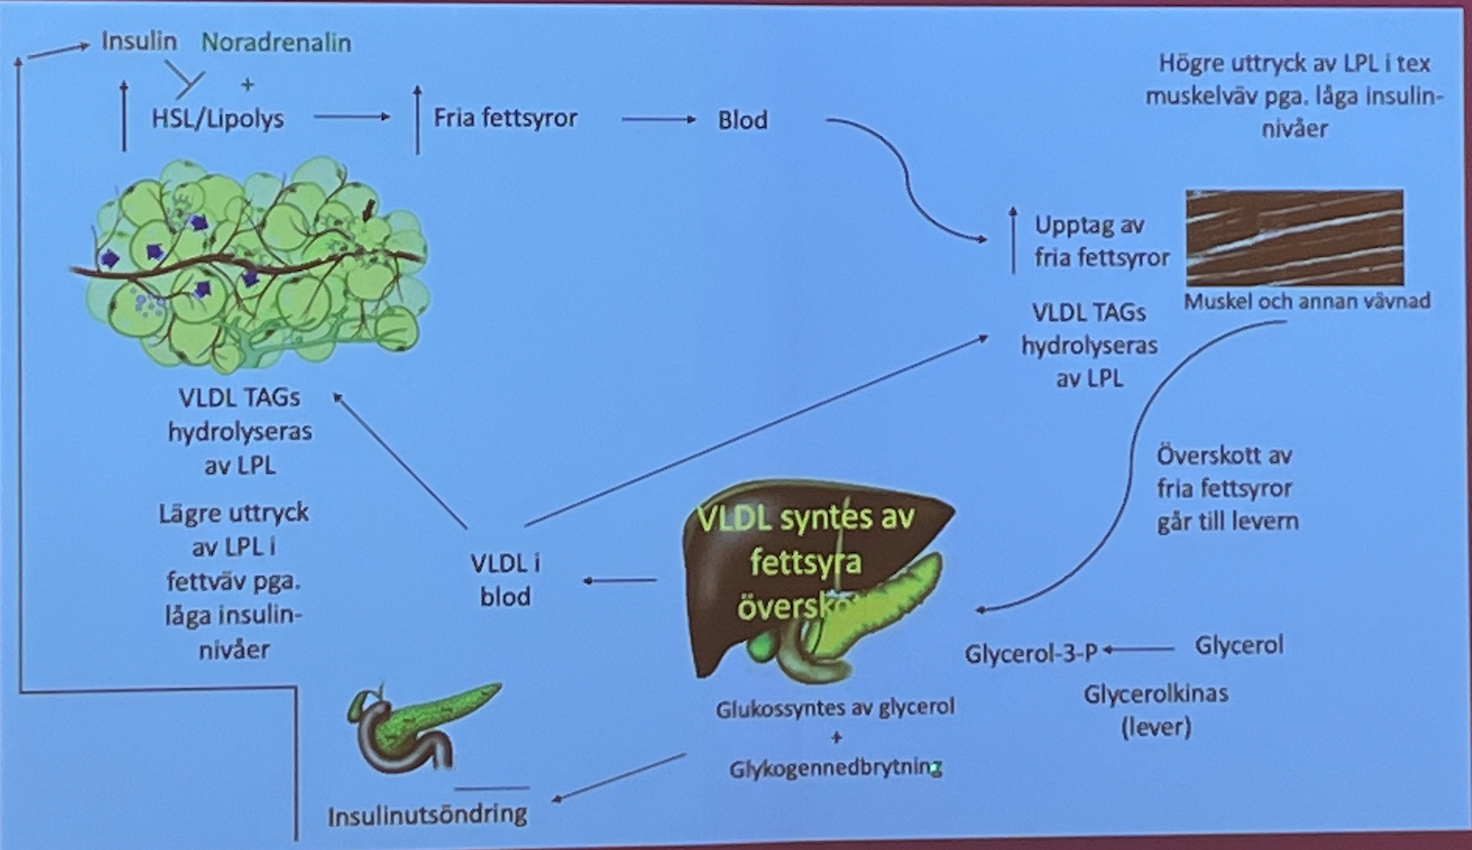 Insulin Noradrenalin
+
HSL/Lipolys
Fria fettsyror
Blod
Högre uttryck av LPL i tex
muskelväv pga. låga insulin-
nivåer
Upptag av
fria fettsyror
Muskel och annan vävnad
VLDL TAGs
hydrolyseras
av LPL
VLDL TAGs
hydrolyseras
av LPL
Lägre uttryck
av LPL i
fettväv pga.
låga insulin-
nivåer
Överskott av
fria fettsyror
går till levern
VLDL i
blod
VLDL syntes av
fettsyra
överskott
Glycerol-3-P
Glycerol
Glycerolkinas
(lever)
Glukossyntes av glycerol
+
Glykogennedbrytning
Insulinutsöndring